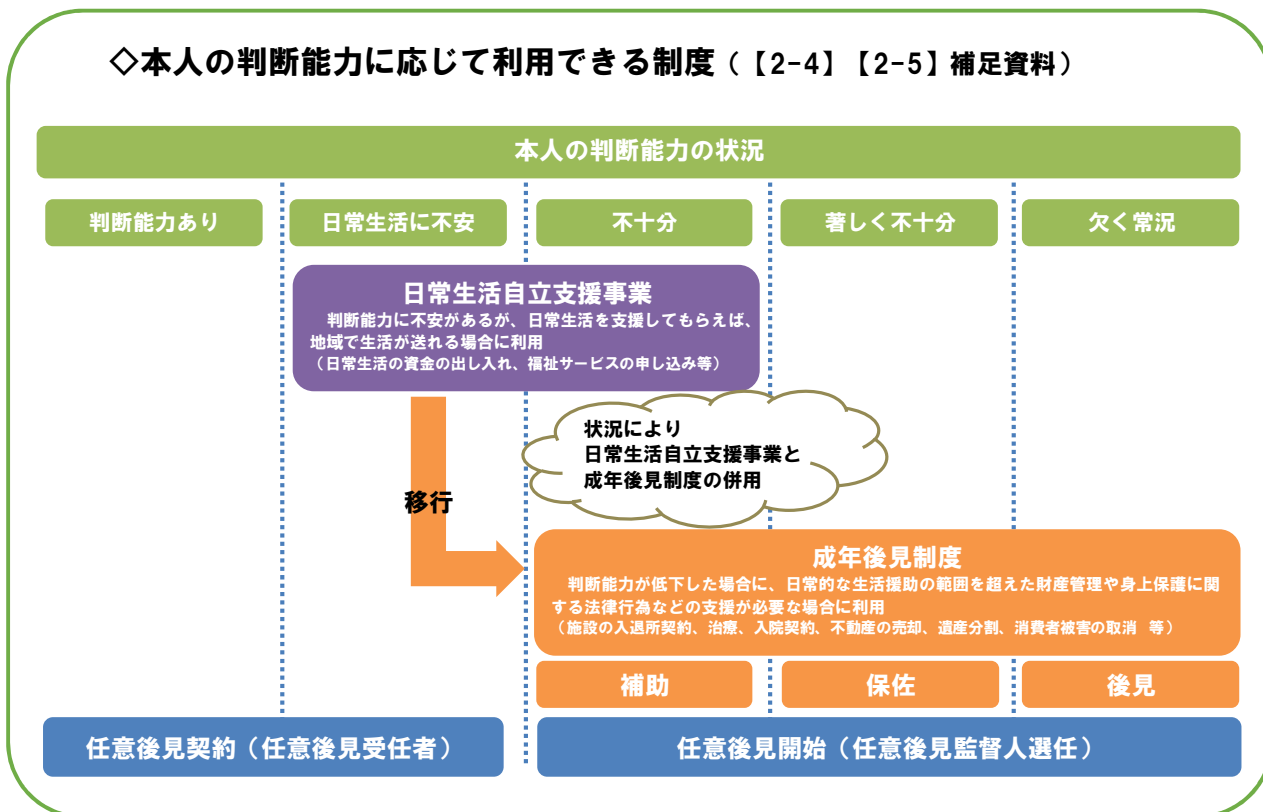 ◇本人の判断能力に応じて利用できる制度(【2-4】【2-5】補足資料)
本人の判断能力の状況
判断能力あり
日常生活に不安
不十分
著しく不十分
欠く常況
日常生活自立支援事業
判断能力に不安があるが、日常生活を支援してもらえば、
地域で生活が送れる場合に利用
(日常生活の資金の出し入れ、福祉サービスの申し込み等)
状況により
日常生活自立支援事業と
成年後見制度の併用
移行
成年後見制度
判断能力が低下した場合に、日常的な生活援助の範囲を超えた財産管理や身上保護に関
する法律行為などの支援が必要な場合に利用
(施設の入退所契約、治療、入院契約、不動産の売却、遺産分割、消費者被害の取消 等)
補助
保佐
後見
任意後見契約(任意後見受任者)
任意後見開始(任意後見監督人選任)